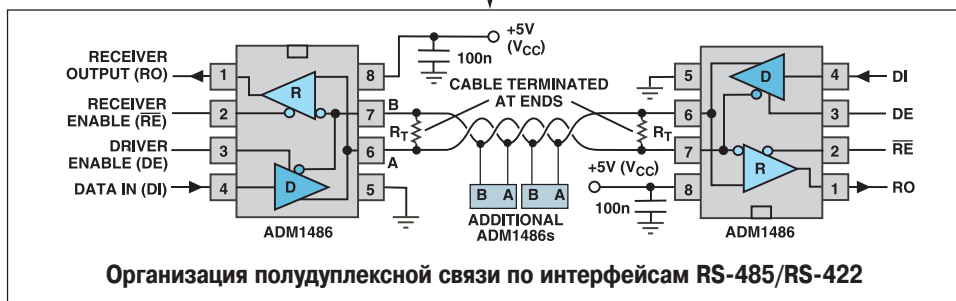 +5V
(VCC)
100n
RECEIVER
OUTPUT (RO)
RECEIVER
ENABLE (RE)
DRIVER
ENABLE (DE)
DATA IN (DI)
1
2
3
4
8
7
6
5
R
D
ADM1486
B
A
RT
CABLE TERMINATED
AT ENDS
RT
B A B A
ADDITIONAL
ADM1486s
+5V (VCC)
100n
5
6
7
8
4
3
2
1
D
R
DI
DE
RE
RO
ADM1486
Организация полудуплексной связи по интерфейсам RS-485/RS-422